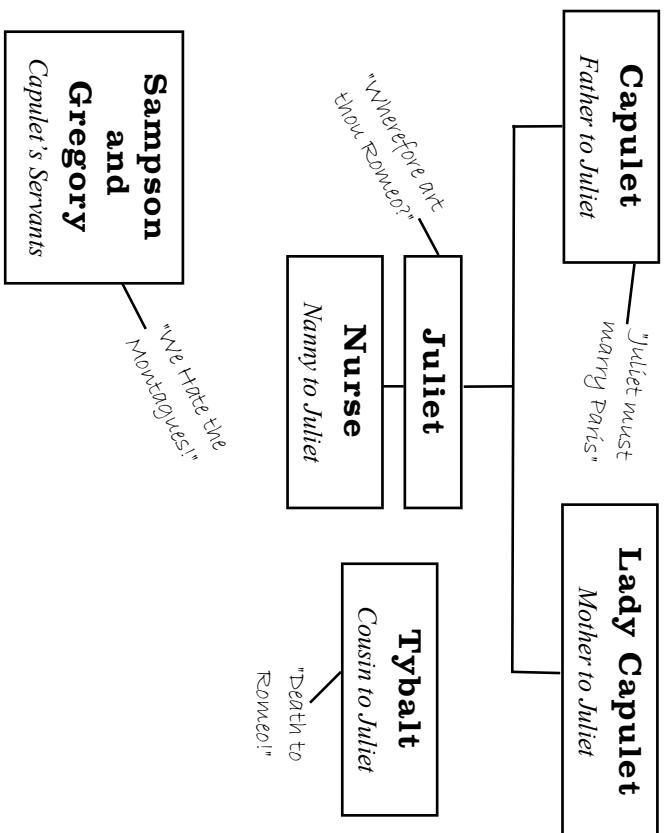 Capulet
Father to Juliet
"Juliet must
marry Paris"
Lady Capulet
Mother to Juliet
"Wherefore art
thou Romeo?"
Juliet
Nurse
Nanny to Juliet
Tybalt
Cousin to Juliet
"Death to
Romeo!"
Sampson
and
Gregory
Capulet's Servants
"We Hate the
Montagues!"